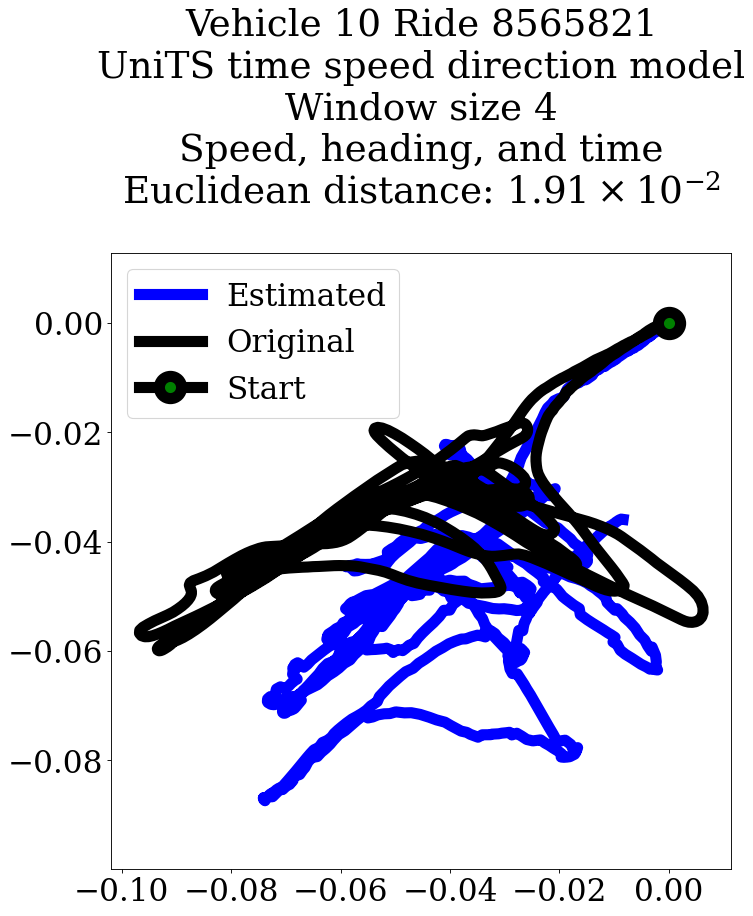 Vehicle 10 Ride 8565821
UniTS time speed direction model
Window size 4
Speed, heading, and time
Euclidean distance: 1.91 × 10⁻²
Estimated
Original
Start
0.00
−0.02
−0.04
−0.06
−0.08
−0.10 −0.08 −0.06 −0.04 −0.02 0.00